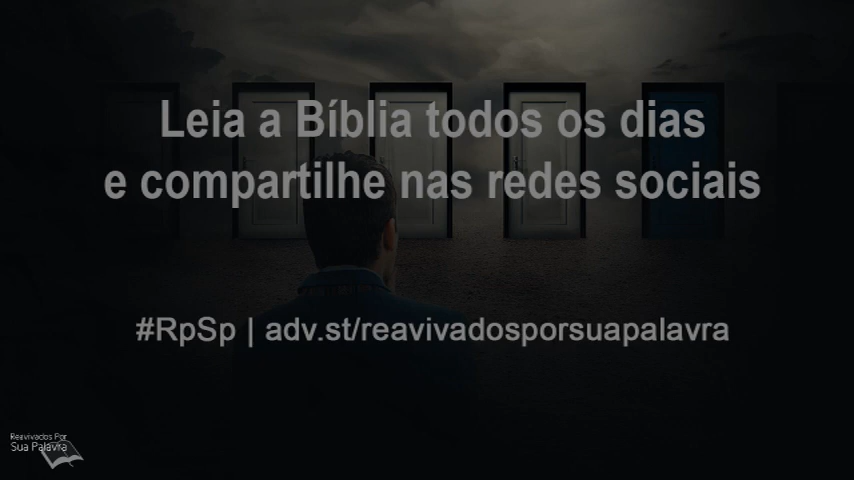 Leia a Bíblia todos os dias
e compartilhe nas redes sociais
#RpSp | adv.st/reavivadosporsuapalavra
Reavivados Por
Sua Palavra